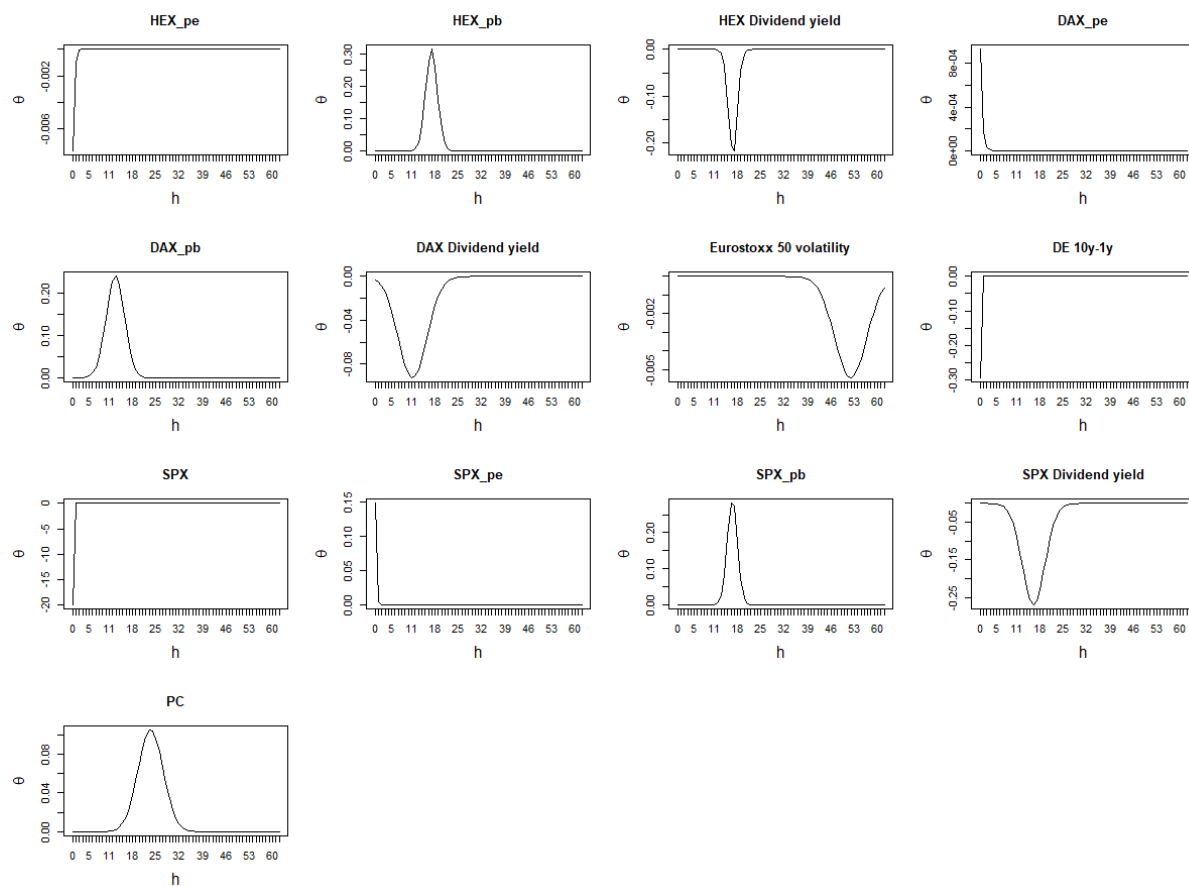 HEX_pe HEX_pb HEX Dividend yield DAX_pe
θ -0.006 -0.002 θ 0.00 0.10 0.20 0.30 θ -0.20 -0.10 0.00 θ 0e+00 4e-04 8e-04
0 5 11 18 25 32 39 46 53 60 0 5 11 18 25 32 39 46 53 60 0 5 11 18 25 32 39 46 53 60 0 5 11 18 25 32 39 46 53 60
h h h h
DAX_pb DAX Dividend yield Eurostoxx 50 volatility DE 10y-1y
θ 0.00 0.10 0.20 θ -0.08 -0.04 0.00 θ -0.005 -0.002 θ -0.30 -0.20 -0.10 0.00
0 5 11 18 25 32 39 46 53 60 0 5 11 18 25 32 39 46 53 60 0 5 11 18 25 32 39 46 53 60 0 5 11 18 25 32 39 46 53 60
h h h h
SPX SPX_pe SPX_pb SPX Dividend yield
θ -20 -15 -10 -5 0 θ 0.00 0.05 0.10 0.15 θ 0.00 0.10 0.20 θ -0.25 -0.15 -0.05
0 5 11 18 25 32 39 46 53 60 0 5 11 18 25 32 39 46 53 60 0 5 11 18 25 32 39 46 53 60 0 5 11 18 25 32 39 46 53 60
h h h h
PC
θ 0.00 0.04 0.08
0 5 11 18 25 32 39 46 53 60
h